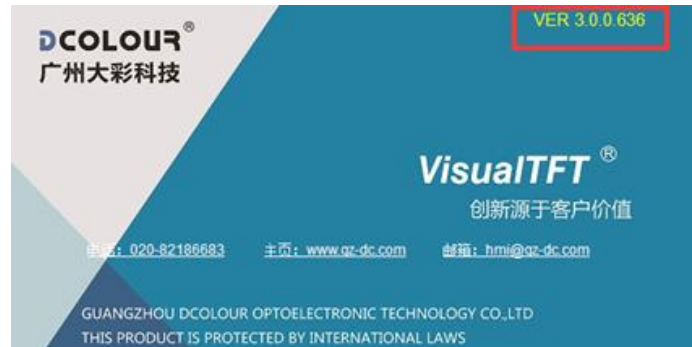 VER 3.0.0.636
DCOLOUR®
广州大彩科技
VisualTFT ®
创新源于客户价值
电话：020-82186683 主页：www.gz-dc.com 邮箱：hmi@gz-dc.com
GUANGZHOU DCOLOUR OPTOELECTRONIC TECHNOLOGY CO.,LTD
THIS PRODUCT IS PROTECTED BY INTERNATIONAL LAWS